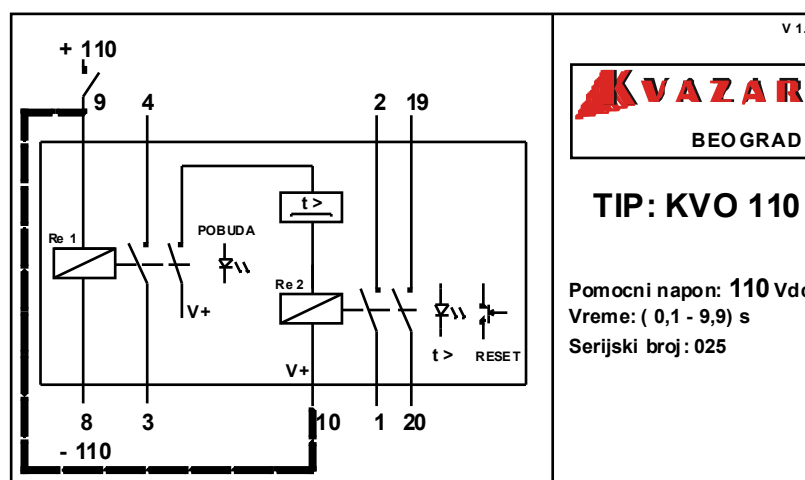 V 1.
+ 110
9 4 2 19
KVAZAR
BEOGRAD
t >
TIP: KVO 110
POBUDA
Re 1
Re 2
Pomocni napon: 110 Vdc
V+
Vreme: ( 0,1 - 9,9) s
Serijski broj: 025
t > RESET
V+
8 3 10 1 20
- 110